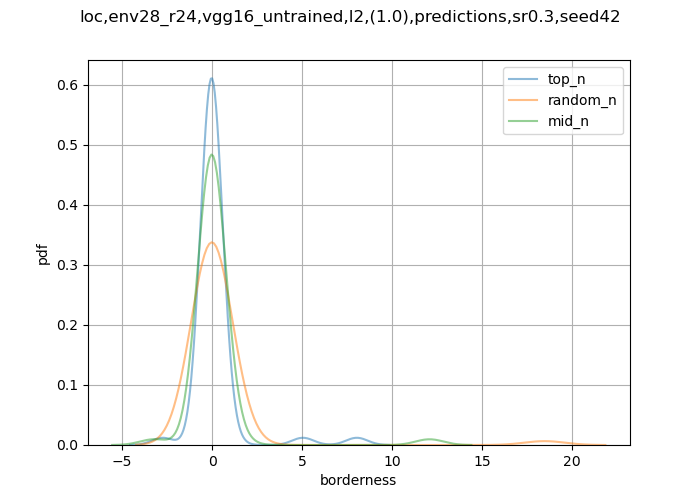 loc,env28_r24,vgg16_untrained,l2,(1.0),predictions,sr0.3,seed42
top_n
random_n
mid_n
0.6
0.5
0.4
0.3
0.2
0.1
0.0
pdf
−5
0
5
10
15
20
borderness